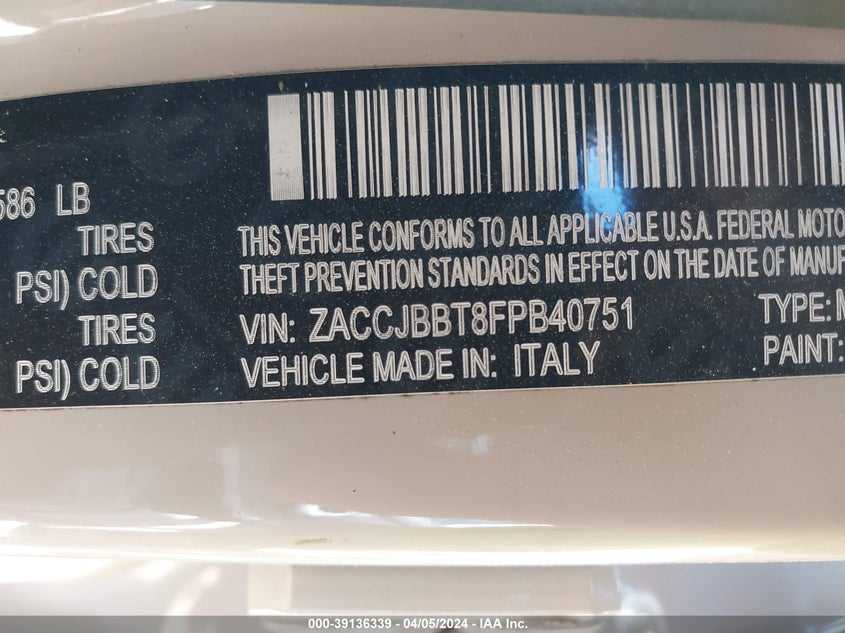 586 LB
TIRES
PSI) COLD
TIRES
PSI) COLD
THIS VEHICLE CONFORMS TO ALL APPLICABLE U.S.A. FEDERAL MOTO
THEFT PREVENTION STANDARDS IN EFFECT ON THE DATE OF MANUF
VIN: ZACCJBBT8FPB40751 TYPE:M
VEHICLE MADE IN: ITALY PAINT:
000-39136339 - 04/05/2024 - IAA Inc.